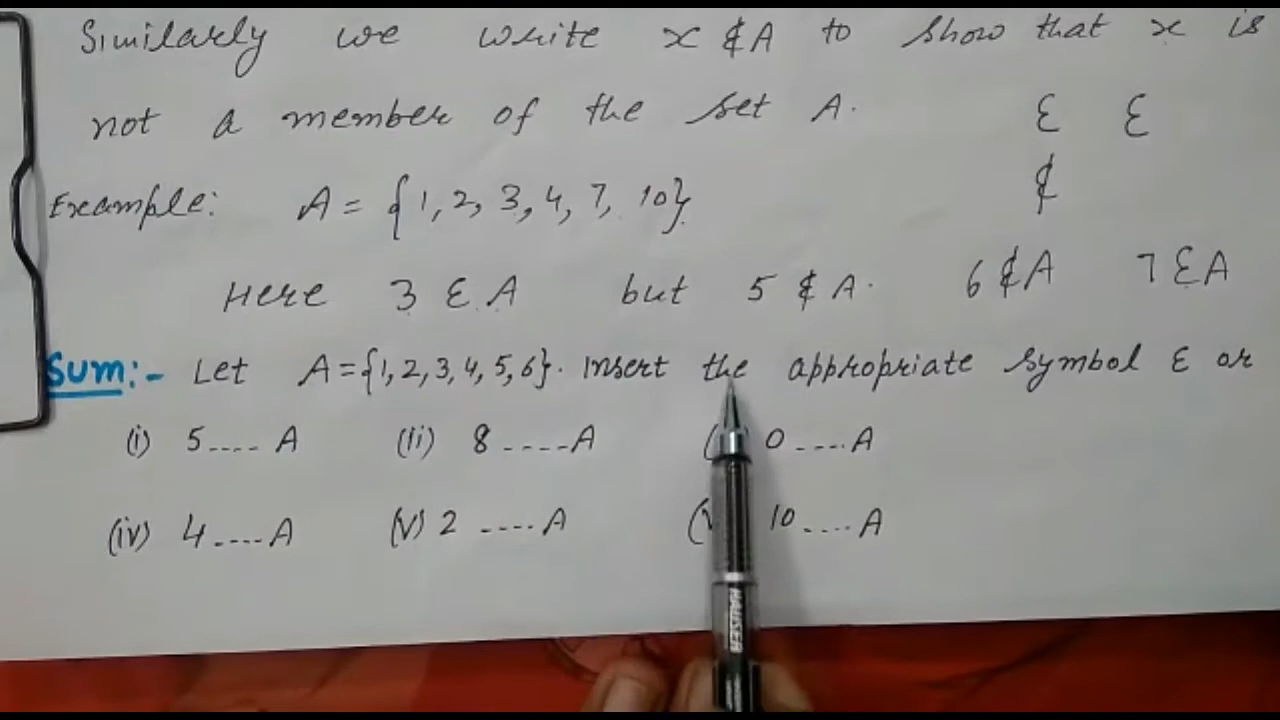 Similarly we write x ∉ A to show that x is
not a member of the set A. Ɛ Ɛ
∉
Example: A = {1, 2, 3, 4, 7, 10}
Here 3 Ɛ A but 5 ∉ A. 6 ∉ A 7 Ɛ A
Sum:- Let A = {1, 2, 3, 4, 5, 6}. Insert the appropriate symbol Ɛ or
(i) 5---- A (ii) 8 ----A 0 ----A
(iv) 4----A (v) 2 ----A 10----A
HAUSER